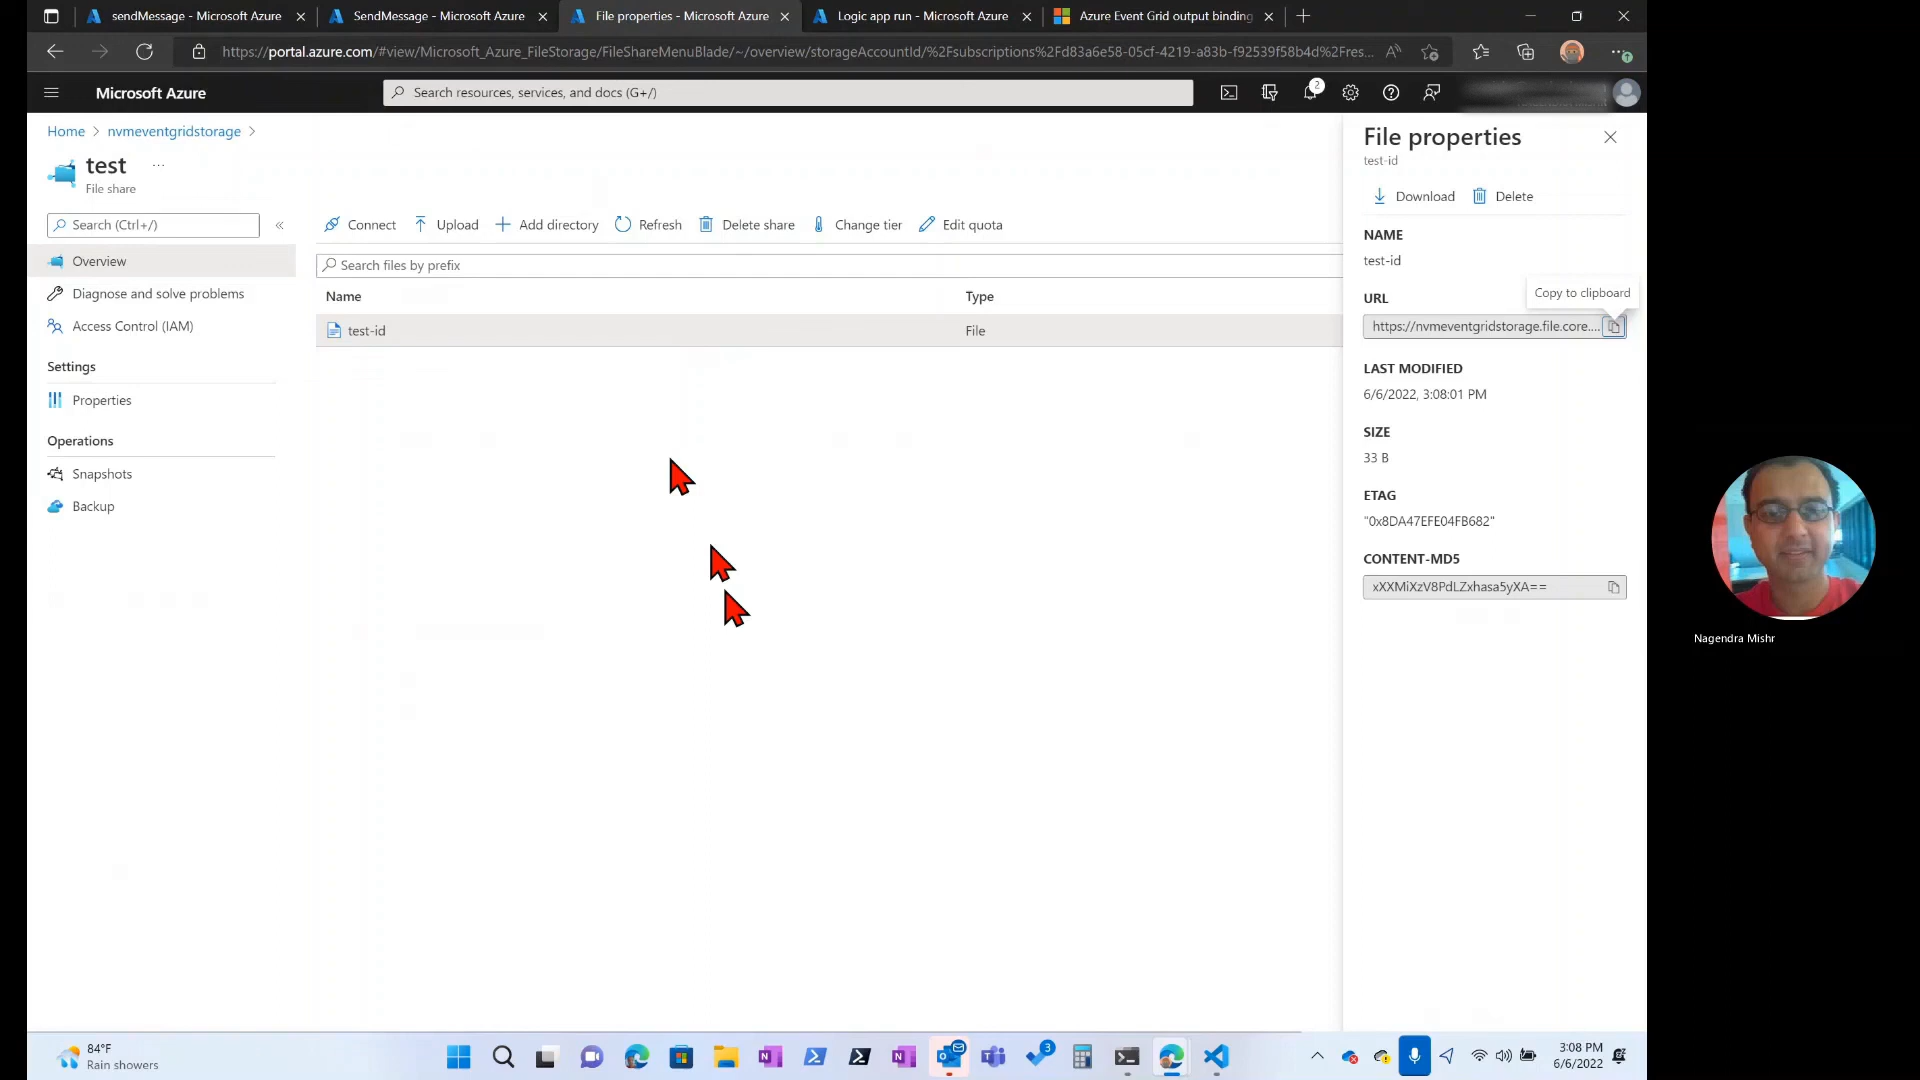 sendMessage - Microsoft Azure
SendMessage - Microsoft Azure
File properties - Microsoft Azure
Logic app run - Microsoft Azure
Azure Event Grid output binding
https://portal.azure.com/#view/Microsoft_Azure_FileStorage/FileShareMenuBlade/~/overview/storageAccountId/%2Fsubscriptions%2Fd83a6e58-05cf-4219-a83b-f92539f58b4d%2Fres...
Microsoft Azure
Search resources, services, and docs (G+/)
2
Home > nvmeventgridstorage >
test ...
File share
Search (Ctrl+/)
«
Overview
Diagnose and solve problems
Access Control (IAM)
Settings
Properties
Operations
Snapshots
Backup
Connect
Upload
Add directory
Refresh
Delete share
Change tier
Edit quota
Search files by prefix
Name
Type
test-id
File
File properties
test-id
Download
Delete
NAME
test-id
Copy to clipboard
URL
https://nvmeventgridstorage.file.core....
LAST MODIFIED
6/6/2022, 3:08:01 PM
SIZE
33 B
ETAG
"0x8DA47EFE04FB682"
CONTENT-MD5
xXXMiXzV8PdLZxhasa5yXA==
Nagendra Mishr
84°F
Rain showers
3
3:08 PM
6/6/2022